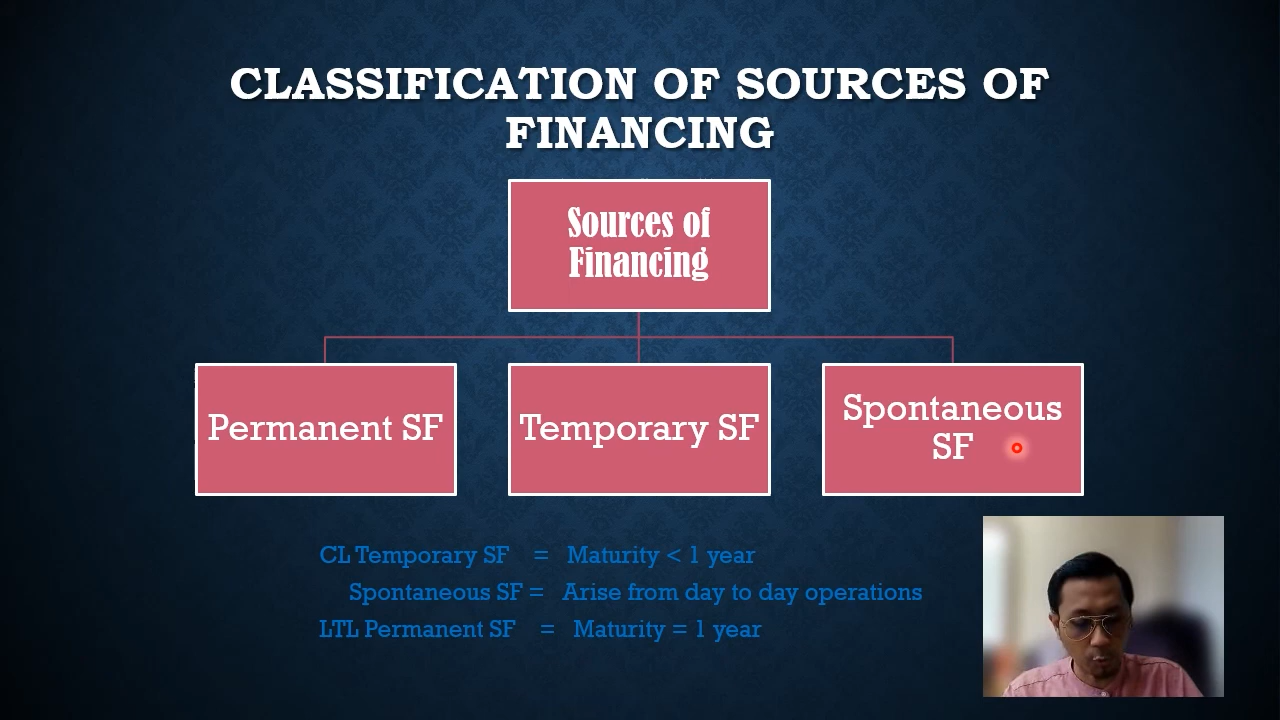 CLASSIFICATION OF SOURCES OF
FINANCING
Sources of
Financing
Permanent SF
Temporary SF
Spontaneous
SF
CL Temporary SF = Maturity < 1 year
Spontaneous SF = Arise from day to day operations
LTL Permanent SF = Maturity = 1 year